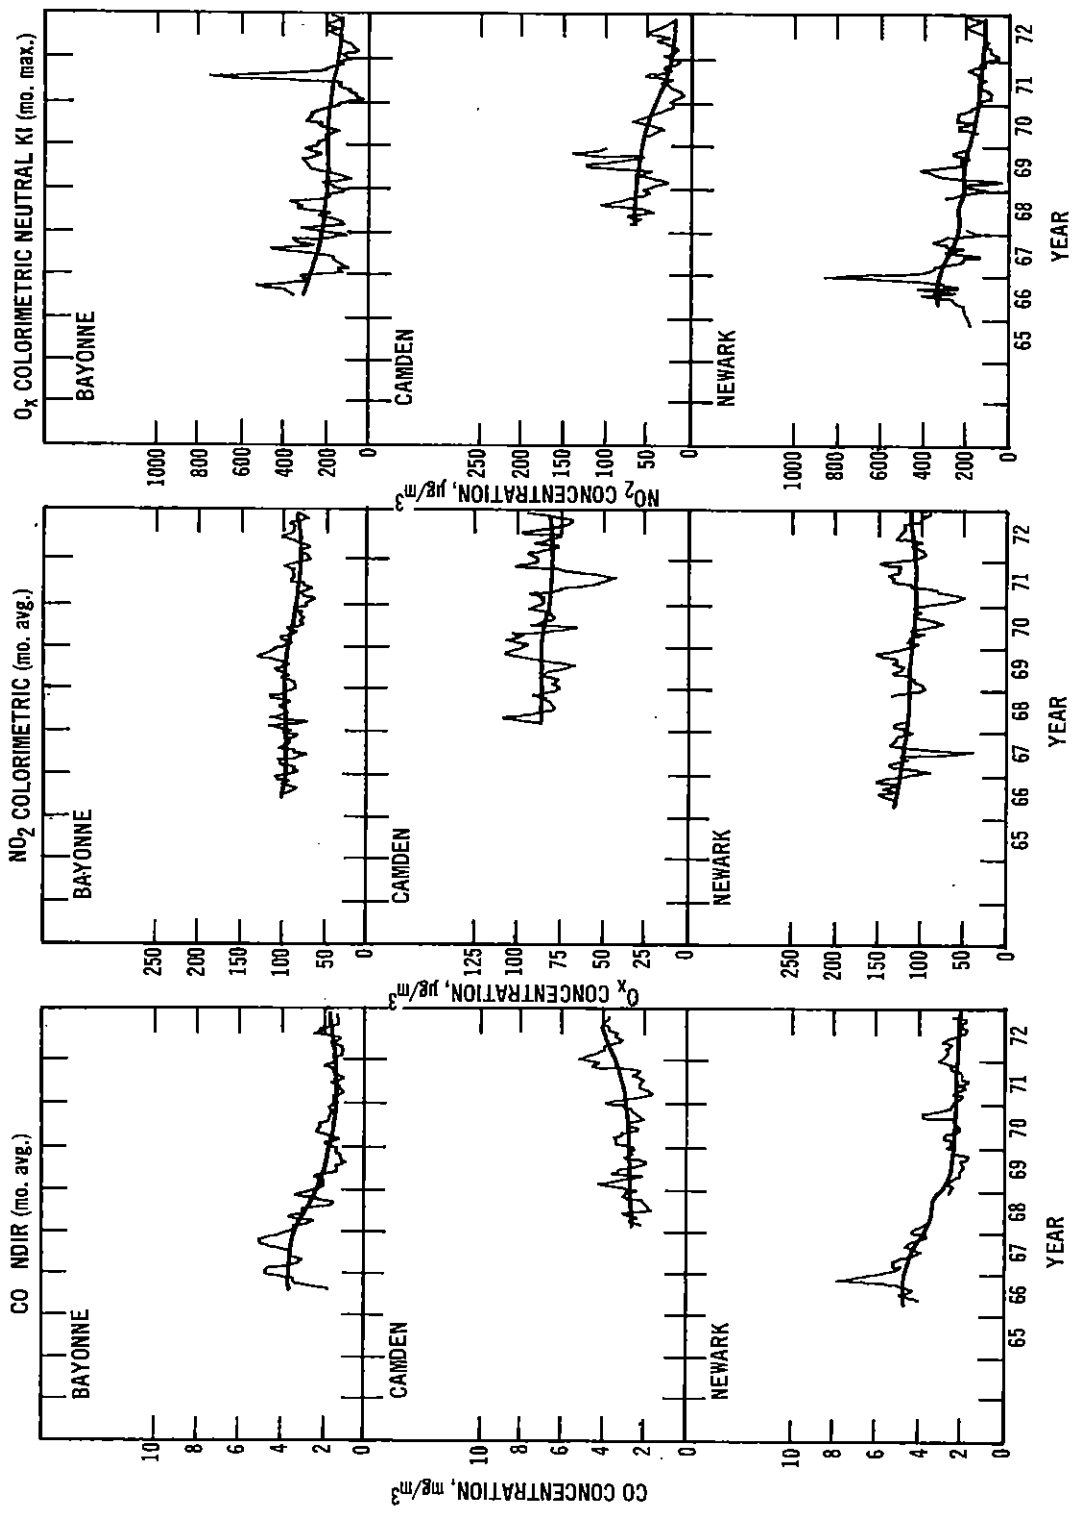 CO NDIR (mo. avg.)
BAYONNE
10
8
6
4
2
0
CAMDEN
8
6
4
2
0
NEWARK
10
8
6
4
2
0
65 66 67 68 69 70 71 72
YEAR
CO CONCENTRATION, mg/m3
NO2 COLORIMETRIC (mo. avg.)
BAYONNE
250
200
150
100
50
0
CAMDEN
125
100
75
50
25
0
NEWARK
250
200
150
100
50
0
65 66 67 68 69 70 71 72
YEAR
Ox CONCENTRATION, µg/m3
Ox COLORIMETRIC NEUTRAL KI (mo. max.)
BAYONNE
1000
800
600
400
200
0
CAMDEN
250
200
150
100
50
0
NEWARK
1000
800
600
400
200
0
65 66 67 68 69 70 71 72
YEAR
NO2 CONCENTRATION, µg/m3